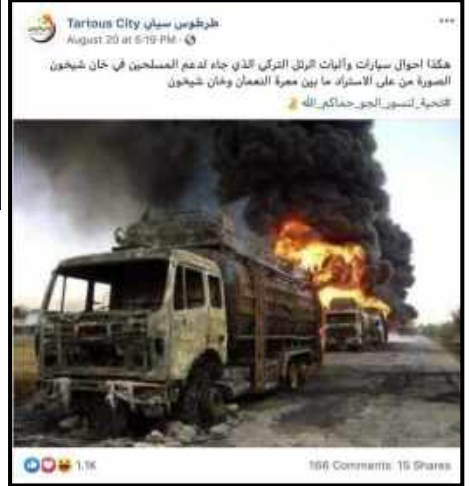 Tartous City طرطوس سيتي
August 20 at 5:19 PM ·
هكذا احوال سيارات وآليات الرتل التركي الذي جاء لدعم المسلحين في خان شيخون
الصورة من على الاستراد ما بين معرة النعمان وخان شيخون
#تحية_لنسور_الجو_حماكم_الله
1.1K
166 Comments 15 Shares